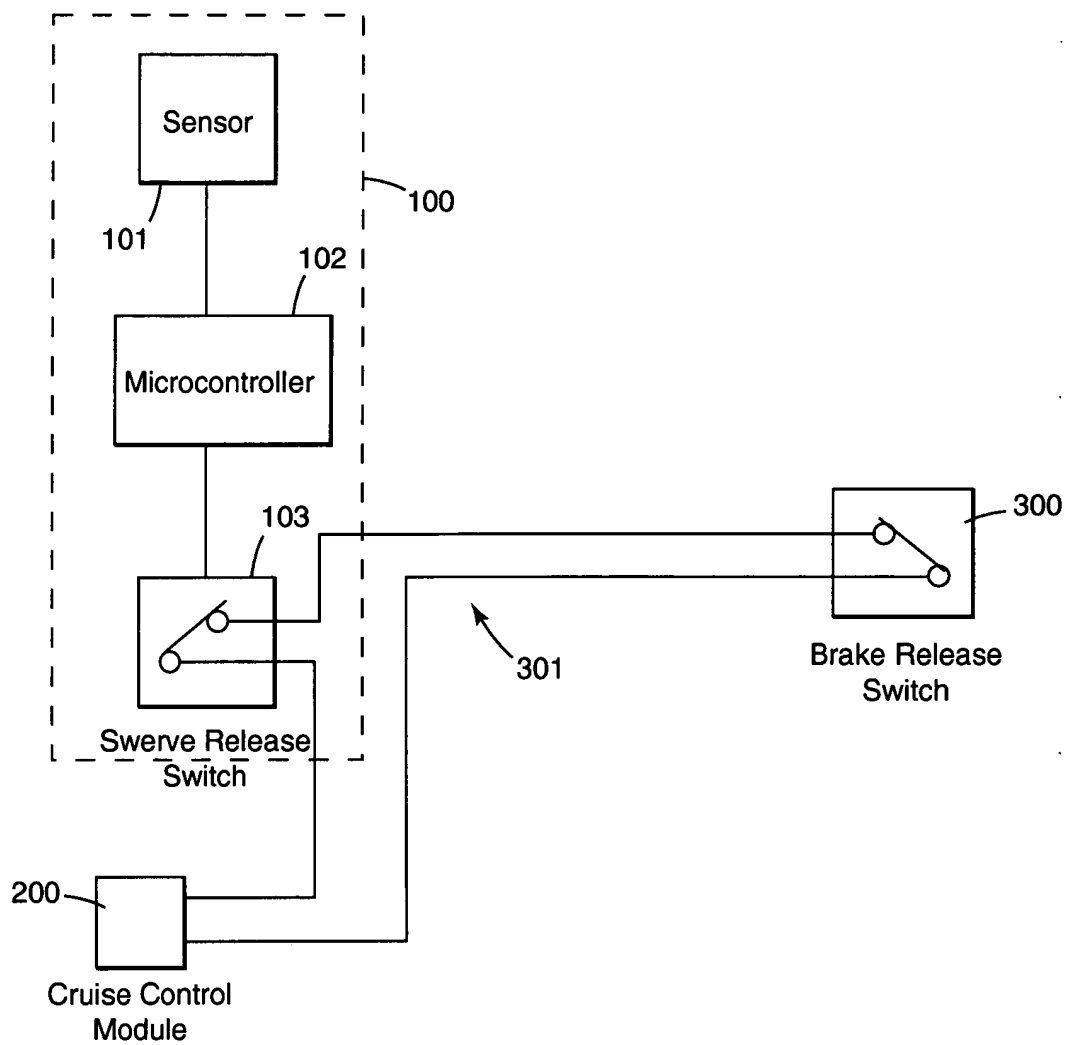 Sensor
100
101
102
Microcontroller
103
300
301
Brake Release
Switch
Swerve Release
Switch
200
Cruise Control
Module